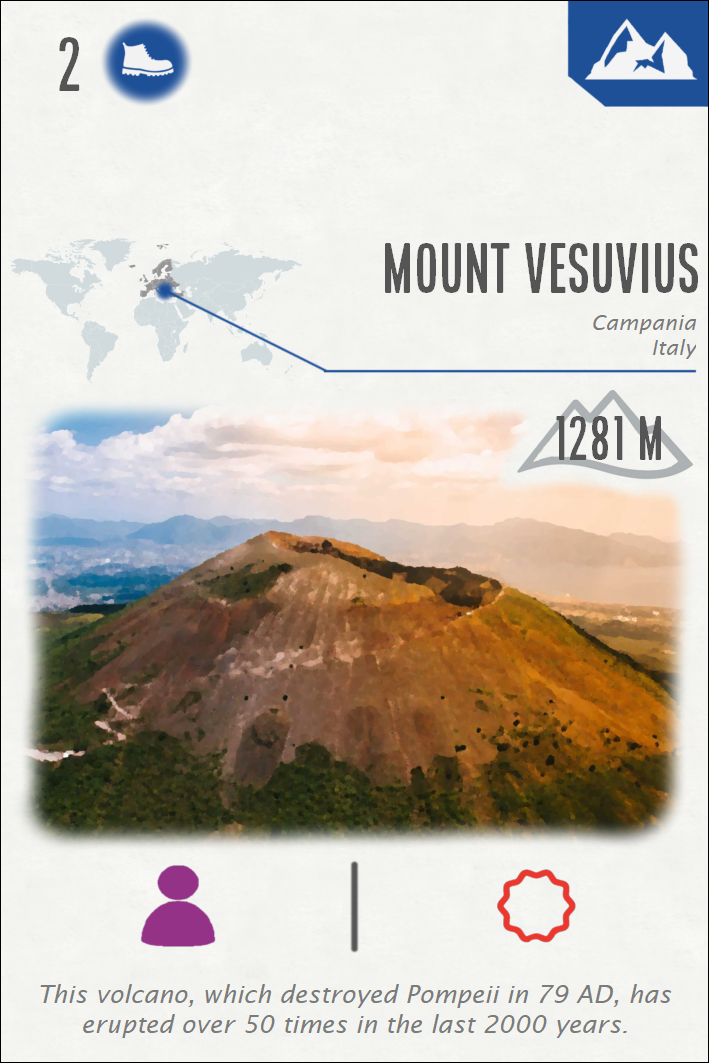 2
MOUNT VESUVIUS
Campania
Italy
1281 M
This volcano, which destroyed Pompeii in 79 AD, has
erupted over 50 times in the last 2000 years.